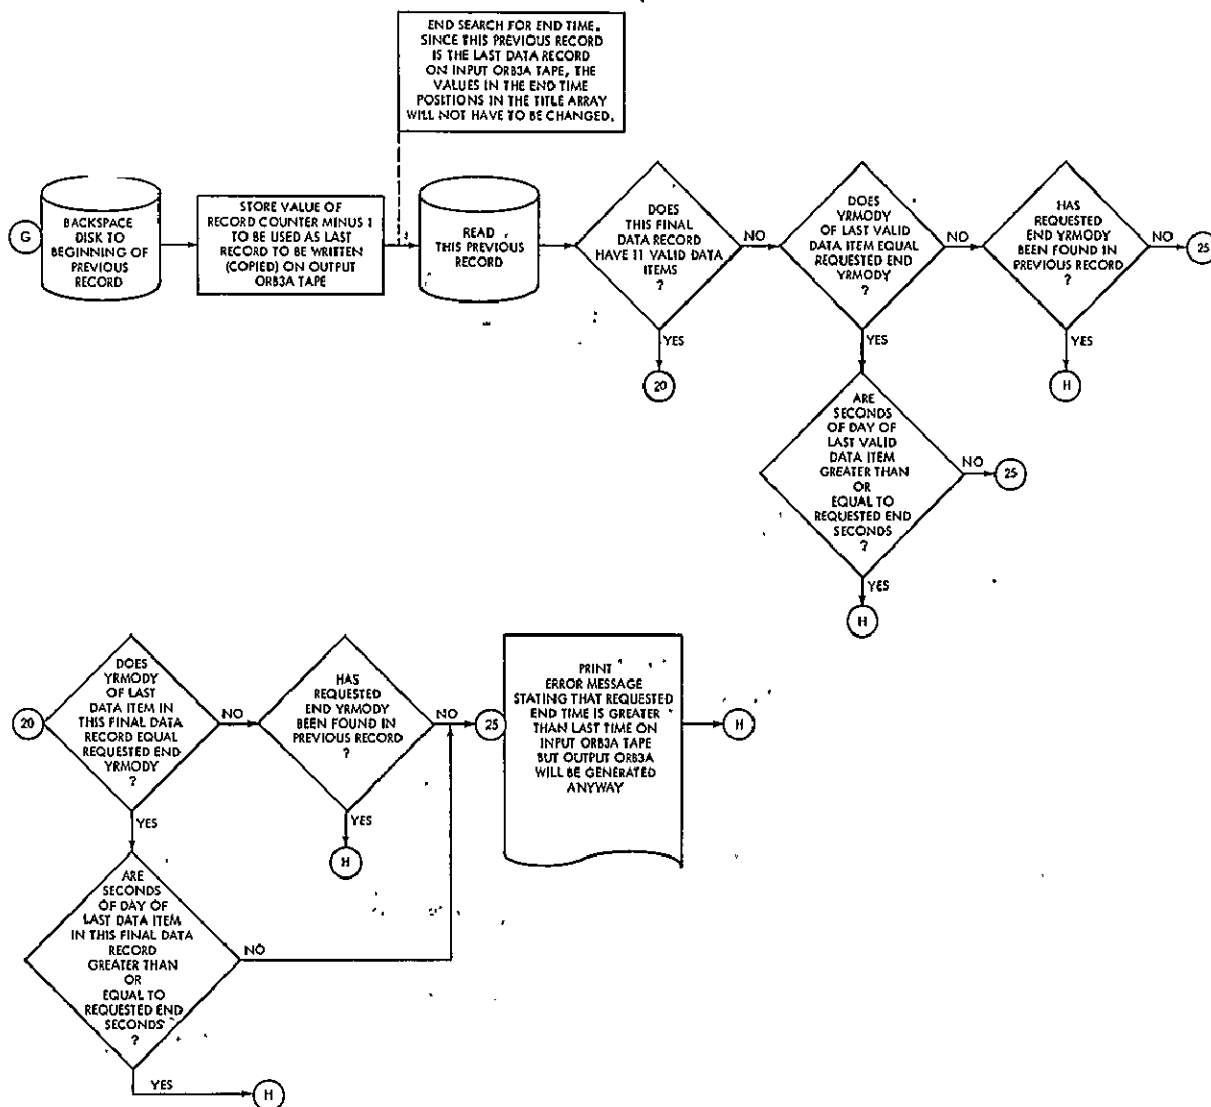 END SEARCH FOR END TIME.
SINCE THIS PREVIOUS RECORD
IS THE LAST DATA RECORD
ON INPUT ORB3A TAPE, THE
VALUES IN THE END TIME
POSITIONS IN THE TITLE ARRAY
WILL NOT HAVE TO BE CHANGED.
G
BACKSPACE
DISK TO
BEGINNING OF
PREVIOUS
RECORD
STORE VALUE OF
RECORD COUNTER MINUS 1
TO BE USED AS LAST
RECORD TO BE WRITTEN
(COPIED) ON OUTPUT
ORB3A TAPE
READ
THIS PREVIOUS
RECORD
DOES
THIS FINAL
DATA RECORD
HAVE 11 VALID DATA
ITEMS
?
NO
YES
20
DOES
YRMODY
OF LAST VALID
DATA ITEM EQUAL
REQUESTED END
YRMODY
?
NO
YES
HAS
REQUESTED
END YRMODY
BEEN FOUND IN
PREVIOUS RECORD
?
NO
25
YES
H
ARE
SECONDS
OF DAY OF
LAST VALID
DATA ITEM
GREATER THAN
OR
EQUAL TO
REQUESTED END
SECONDS
?
NO
25
YES
H
20
DOES
YRMODY
OF LAST
DATA ITEM IN
THIS FINAL DATA
RECORD EQUAL
REQUESTED END
YRMODY
?
NO
YES
HAS
REQUESTED
END YRMODY
BEEN FOUND IN
PREVIOUS RECORD
?
NO
YES
H
25
PRINT
ERROR MESSAGE
STATING THAT REQUESTED
END TIME IS GREATER
THAN LAST TIME ON
INPUT ORB3A TAPE
BUT OUTPUT ORB3A
WILL BE GENERATED
ANYWAY
H
ARE
SECONDS
OF DAY OF
LAST DATA ITEM
IN THIS FINAL DATA
RECORD
GREATER THAN
OR
EQUAL TO
REQUESTED END
SECONDS
?
NO
YES
H